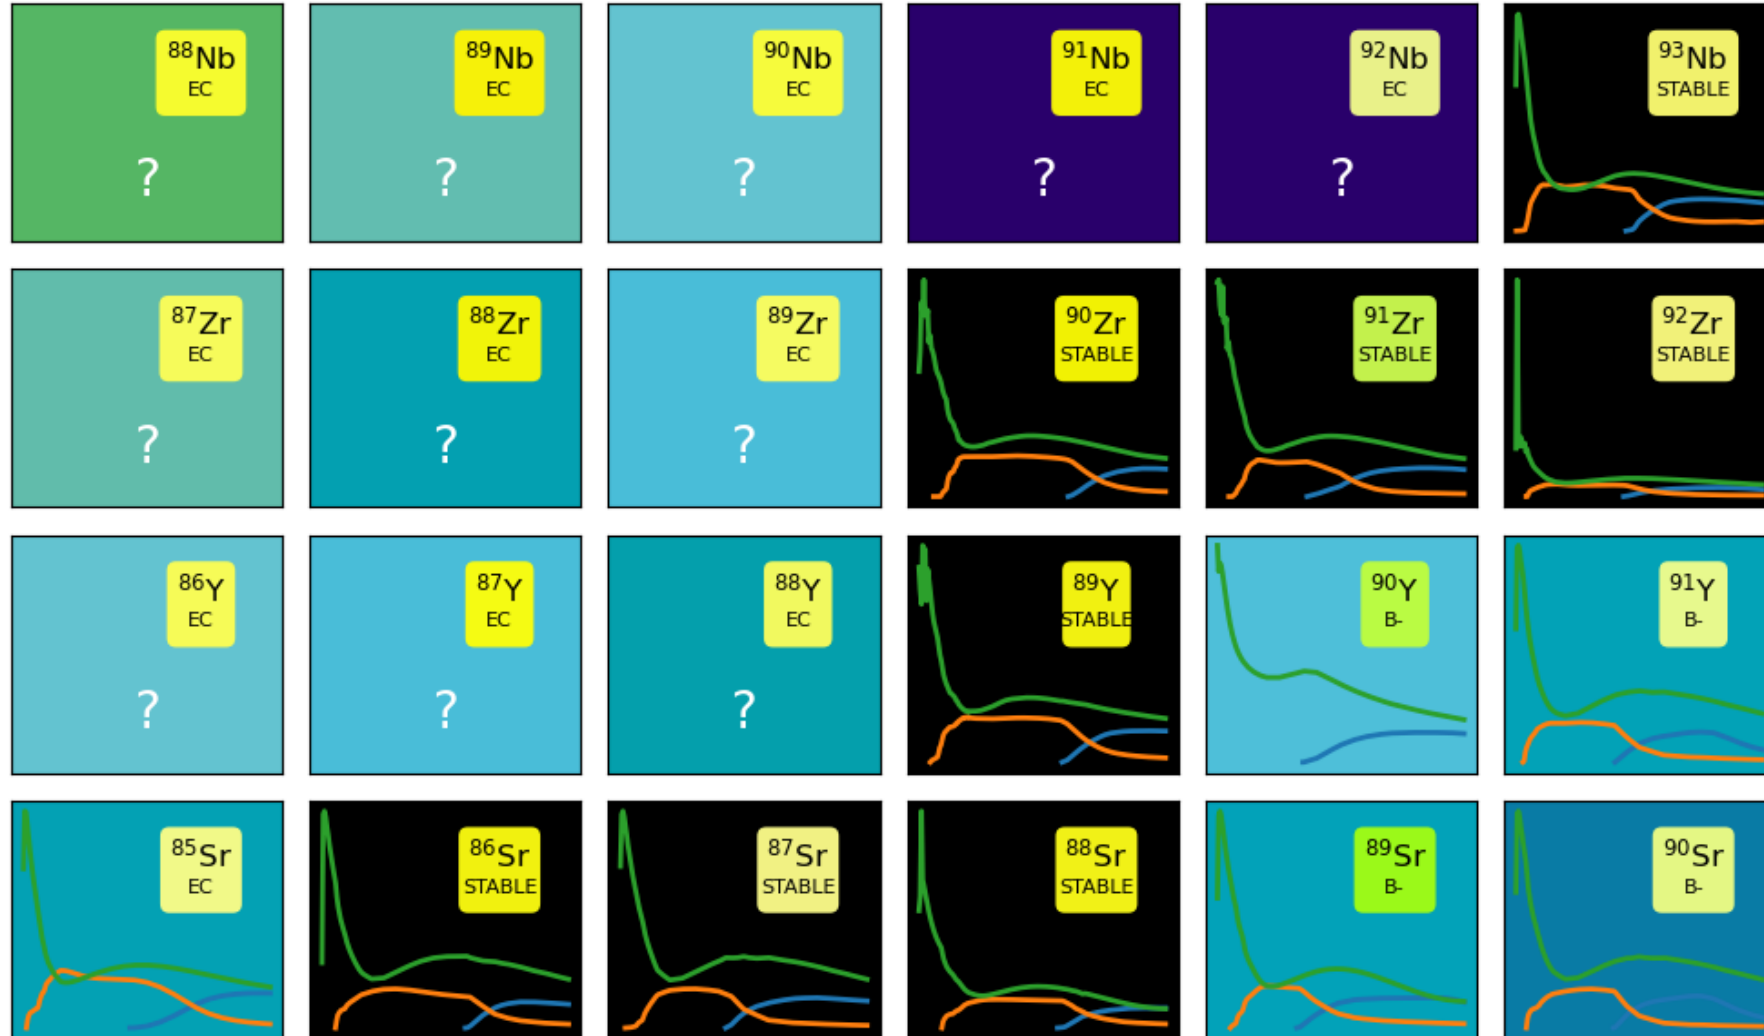 ⁸⁸Nb
EC
?
⁸⁹Nb
EC
?
⁹⁰Nb
EC
?
⁹¹Nb
EC
?
⁹²Nb
EC
?
⁹³Nb
STABLE
⁸⁷Zr
EC
?
⁸⁸Zr
EC
?
⁸⁹Zr
EC
?
⁹⁰Zr
STABLE
⁹¹Zr
STABLE
⁹²Zr
STABLE
⁸⁶Y
EC
?
⁸⁷Y
EC
?
⁸⁸Y
EC
?
⁸⁹Y
STABLE
⁹⁰Y
B-
⁹¹Y
B-
⁸⁵Sr
EC
⁸⁶Sr
STABLE
⁸⁷Sr
STABLE
⁸⁸Sr
STABLE
⁸⁹Sr
B-
⁹⁰Sr
B-